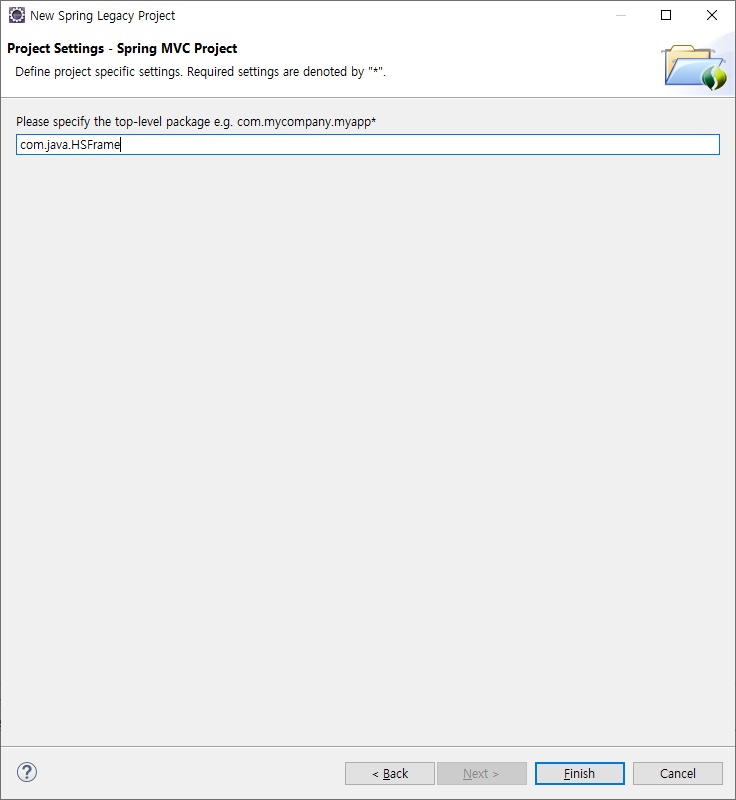 New Spring Legacy Project
Project Settings - Spring MVC Project
Define project specific settings. Required settings are denoted by "*".
Please specify the top-level package e.g. com.mycompany.myapp*
com.java.HSFrame
?
< Back
Next >
Finish
Cancel